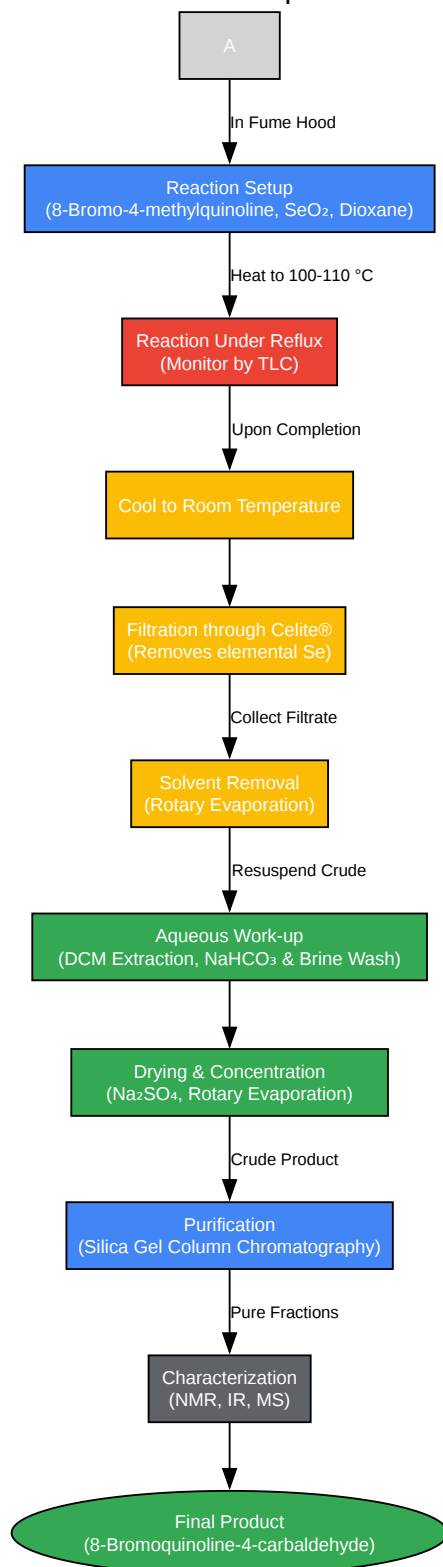 A
In Fume Hood
Reaction Setup
(8-Bromo-4-methylquinoline, SeO₂, Dioxane)
Heat to 100-110 °C
Reaction Under Reflux
(Monitor by TLC)
Upon Completion
Cool to Room Temperature
Filtration through Celite®
(Removes elemental Se)
Collect Filtrate
Solvent Removal
(Rotary Evaporation)
Resuspend Crude
Aqueous Work-up
(DCM Extraction, NaHCO₃ & Brine Wash)
Drying & Concentration
(Na₂SO₄, Rotary Evaporation)
Crude Product
Purification
(Silica Gel Column Chromatography)
Pure Fractions
Characterization
(NMR, IR, MS)
Final Product
(8-Bromoquinoline-4-carbaldehyde)